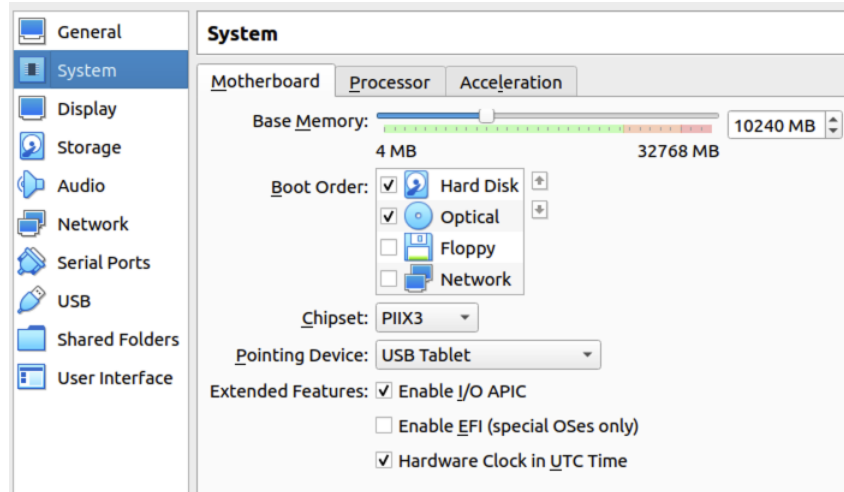 General
System
Display
Storage
Audio
Network
Serial Ports
USB
Shared Folders
User Interface
System
Motherboard Processor Acceleration
Base Memory: 10240 MB
4 MB 32768 MB
Boot Order: Hard Disk
Optical
Floppy
Network
Chipset: PIIX3
Pointing Device: USB Tablet
Extended Features: Enable I/O APIC
Enable EFI (special OSes only)
Hardware Clock in UTC Time